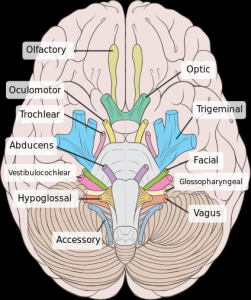 Olfactory
Optic
Oculomotor
Trochlear
Trigeminal
Abducens
Facial
Vestibulocochlear
Glossopharyngeal
Hypoglossal
Vagus
Accessory